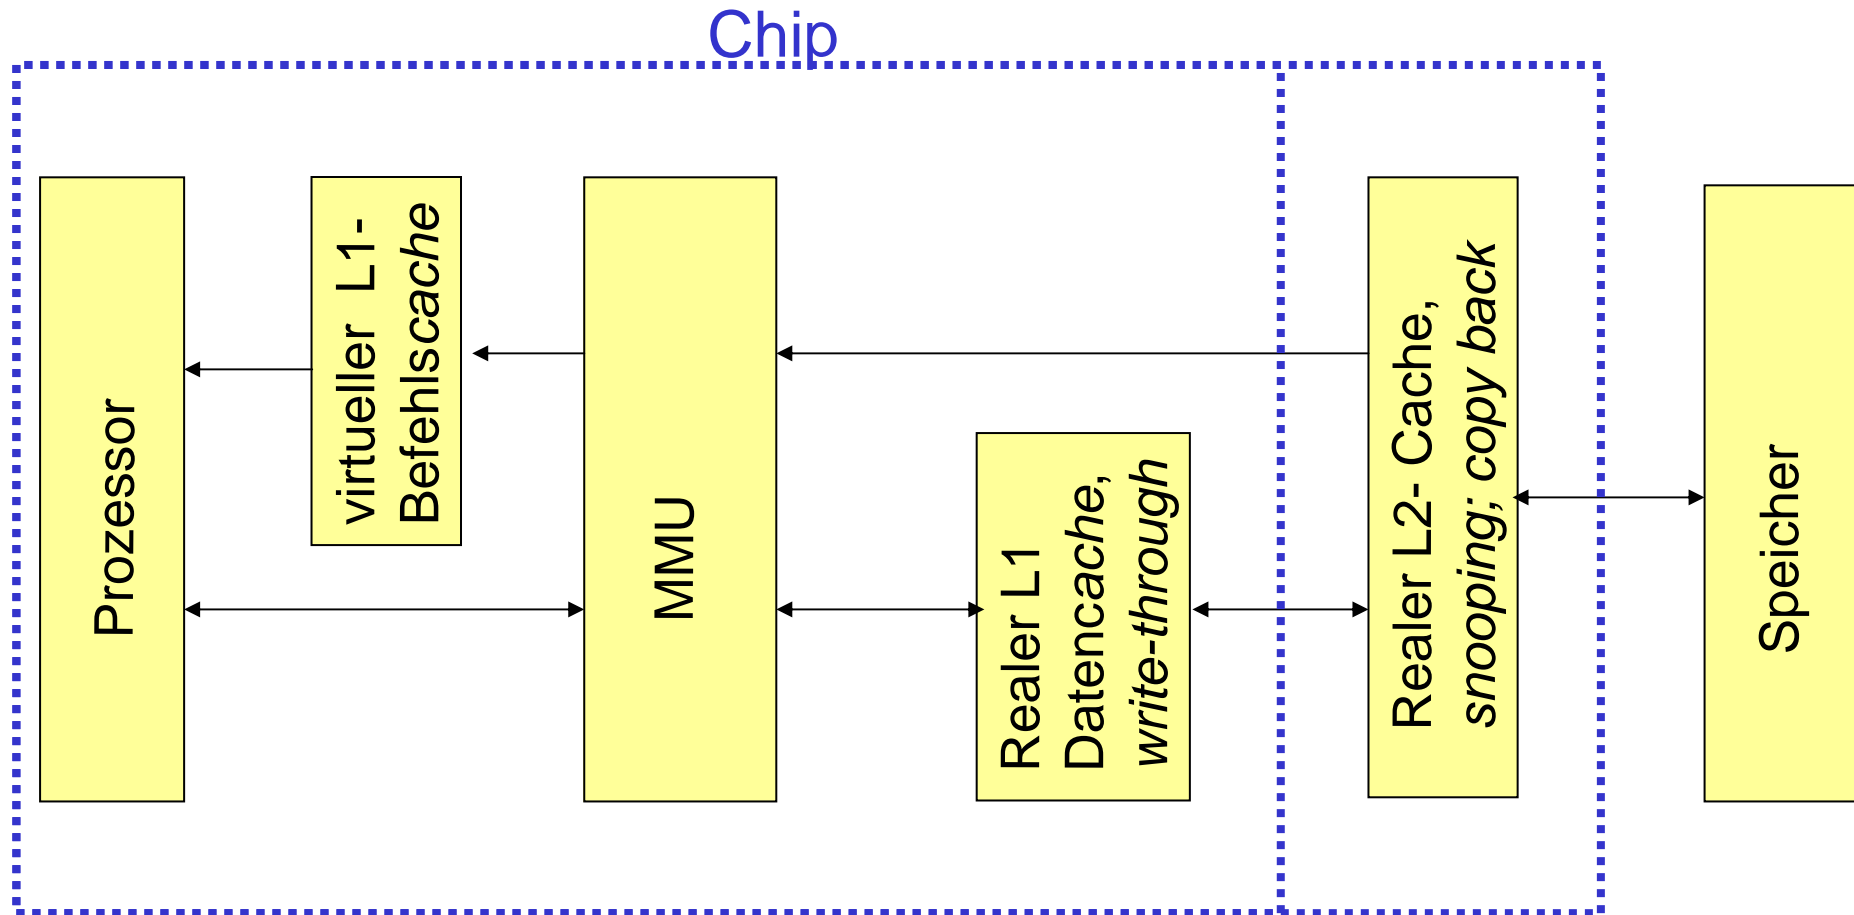 Chip
Prozessor
virtueller L1-
Befehlscache
MMU
Realer L1
Datencache,
write-through
Realer L2- Cache,
snooping; copy back
Speicher